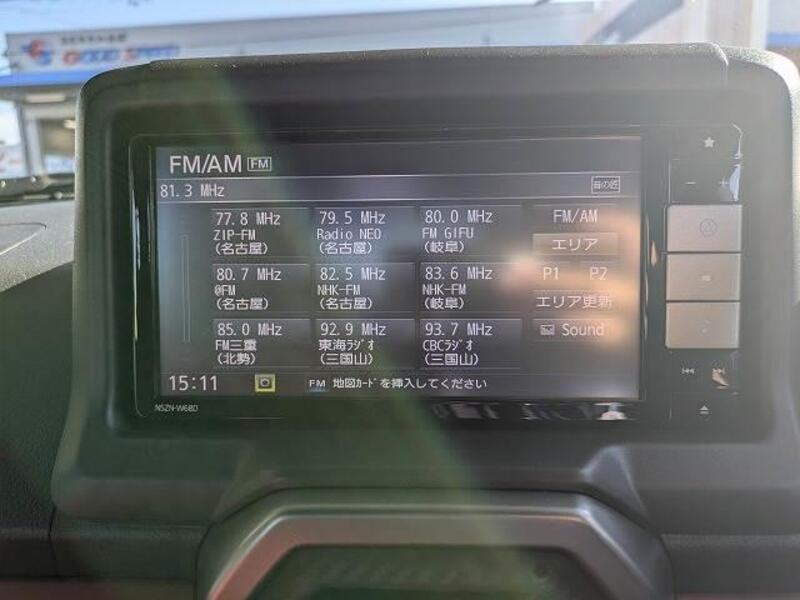 GOOD SPEED
FM/AM FM
81.3 MHz
音の匠
77.8 MHz 79.5 MHz 80.0 MHz FM/AM
ZIP-FM Radio NEO FM GIFU
(名古屋) (名古屋) (岐阜) エリア
80.7 MHz 82.5 MHz 83.6 MHz P1 P2
@FM NHK-FM NHK-FM
(名古屋) (名古屋) (岐阜) エリア更新
85.0 MHz 92.9 MHz 93.7 MHz Sound
FM三重 東海ﾗｼﾞｵ CBCﾗｼﾞｵ
(北勢) (三国山) (三国山)
15:11 FM 地図ｶｰﾄﾞを挿入してください
NSZN-W68D